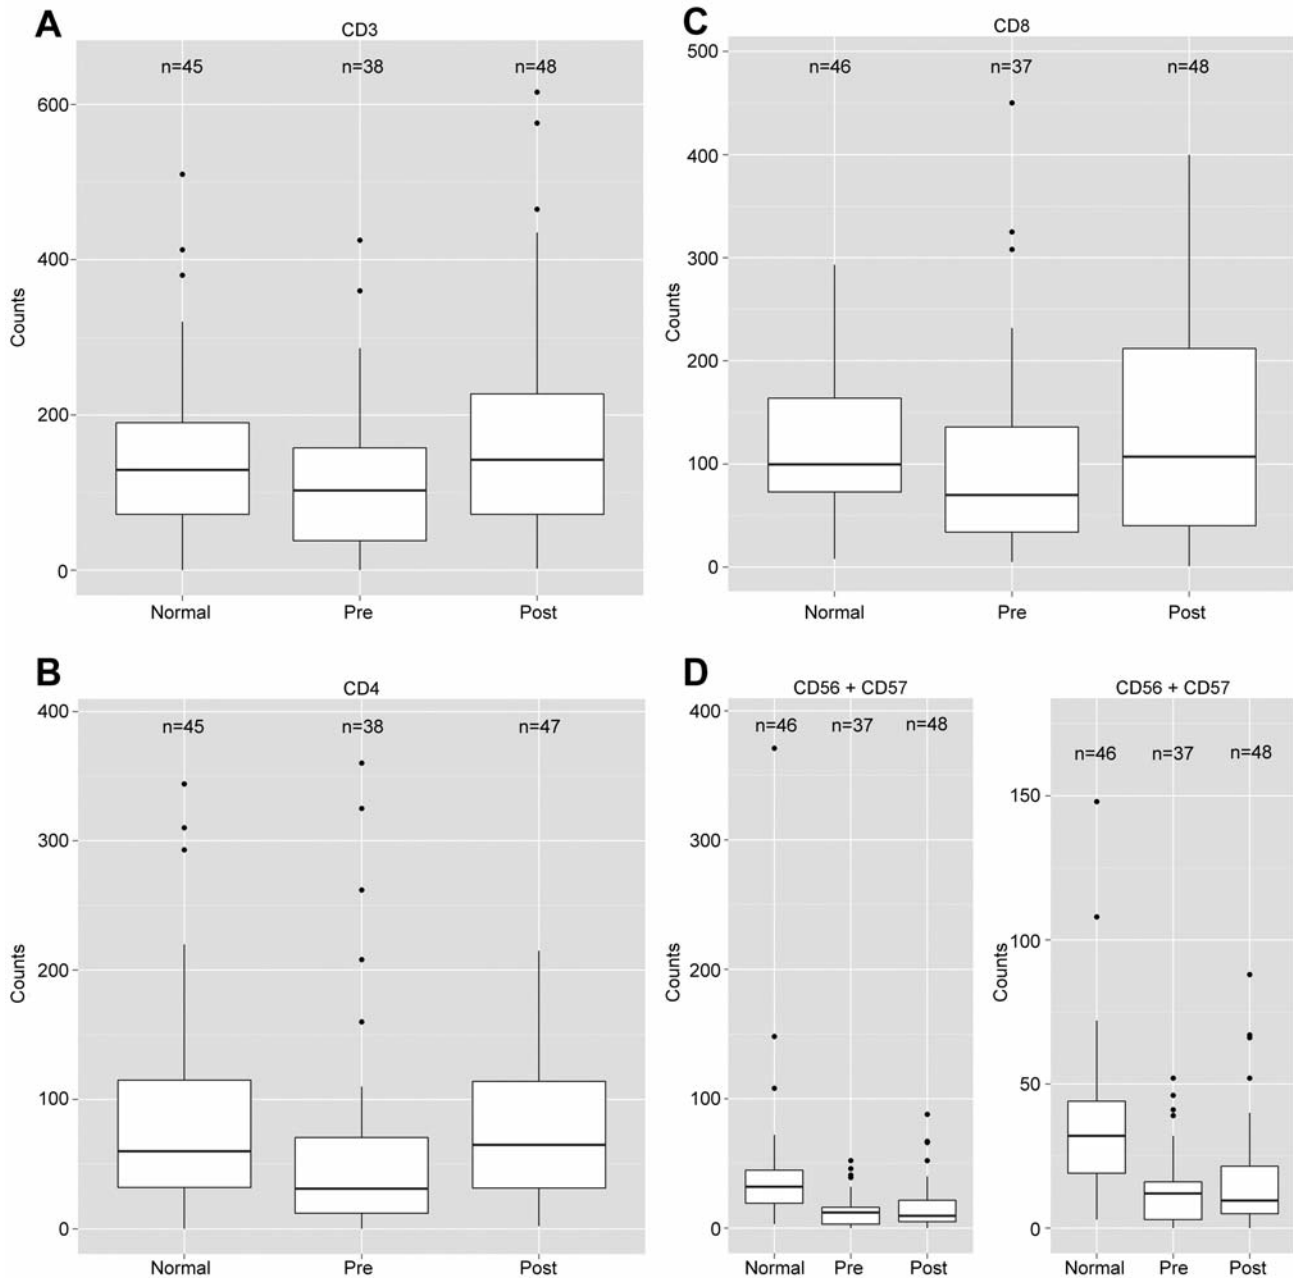 A
CD3
n=45 n=38 n=48
600
400
200
0
Counts
Normal Pre Post
C
CD8
n=46 n=37 n=48
500
400
300
200
100
0
Counts
Normal Pre Post
B
CD4
n=45 n=38 n=47
400
300
200
100
0
Counts
Normal Pre Post
D
CD56 + CD57
n=46 n=37 n=48
400
300
200
100
0
Counts
Normal Pre Post
CD56 + CD57
n=46 n=37 n=48
150
100
50
0
Counts
Normal Pre Post